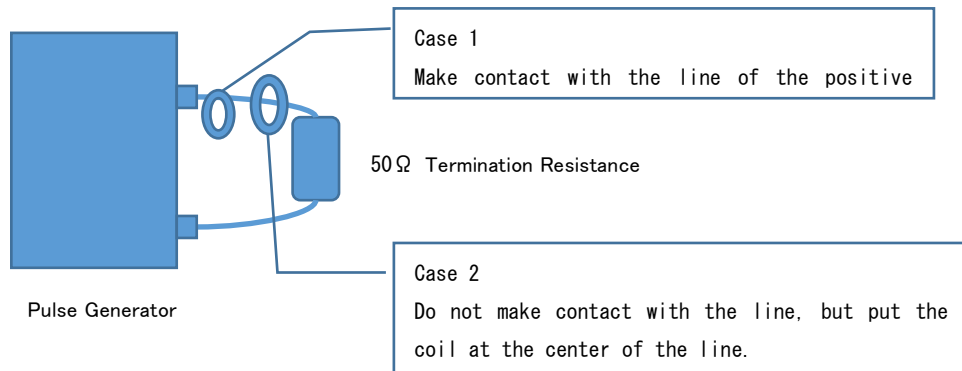 Case 1
Make contact with the line of the positive
50Ω Termination Resistance
Case 2
Do not make contact with the line, but put the
coil at the center of the line.
Pulse Generator